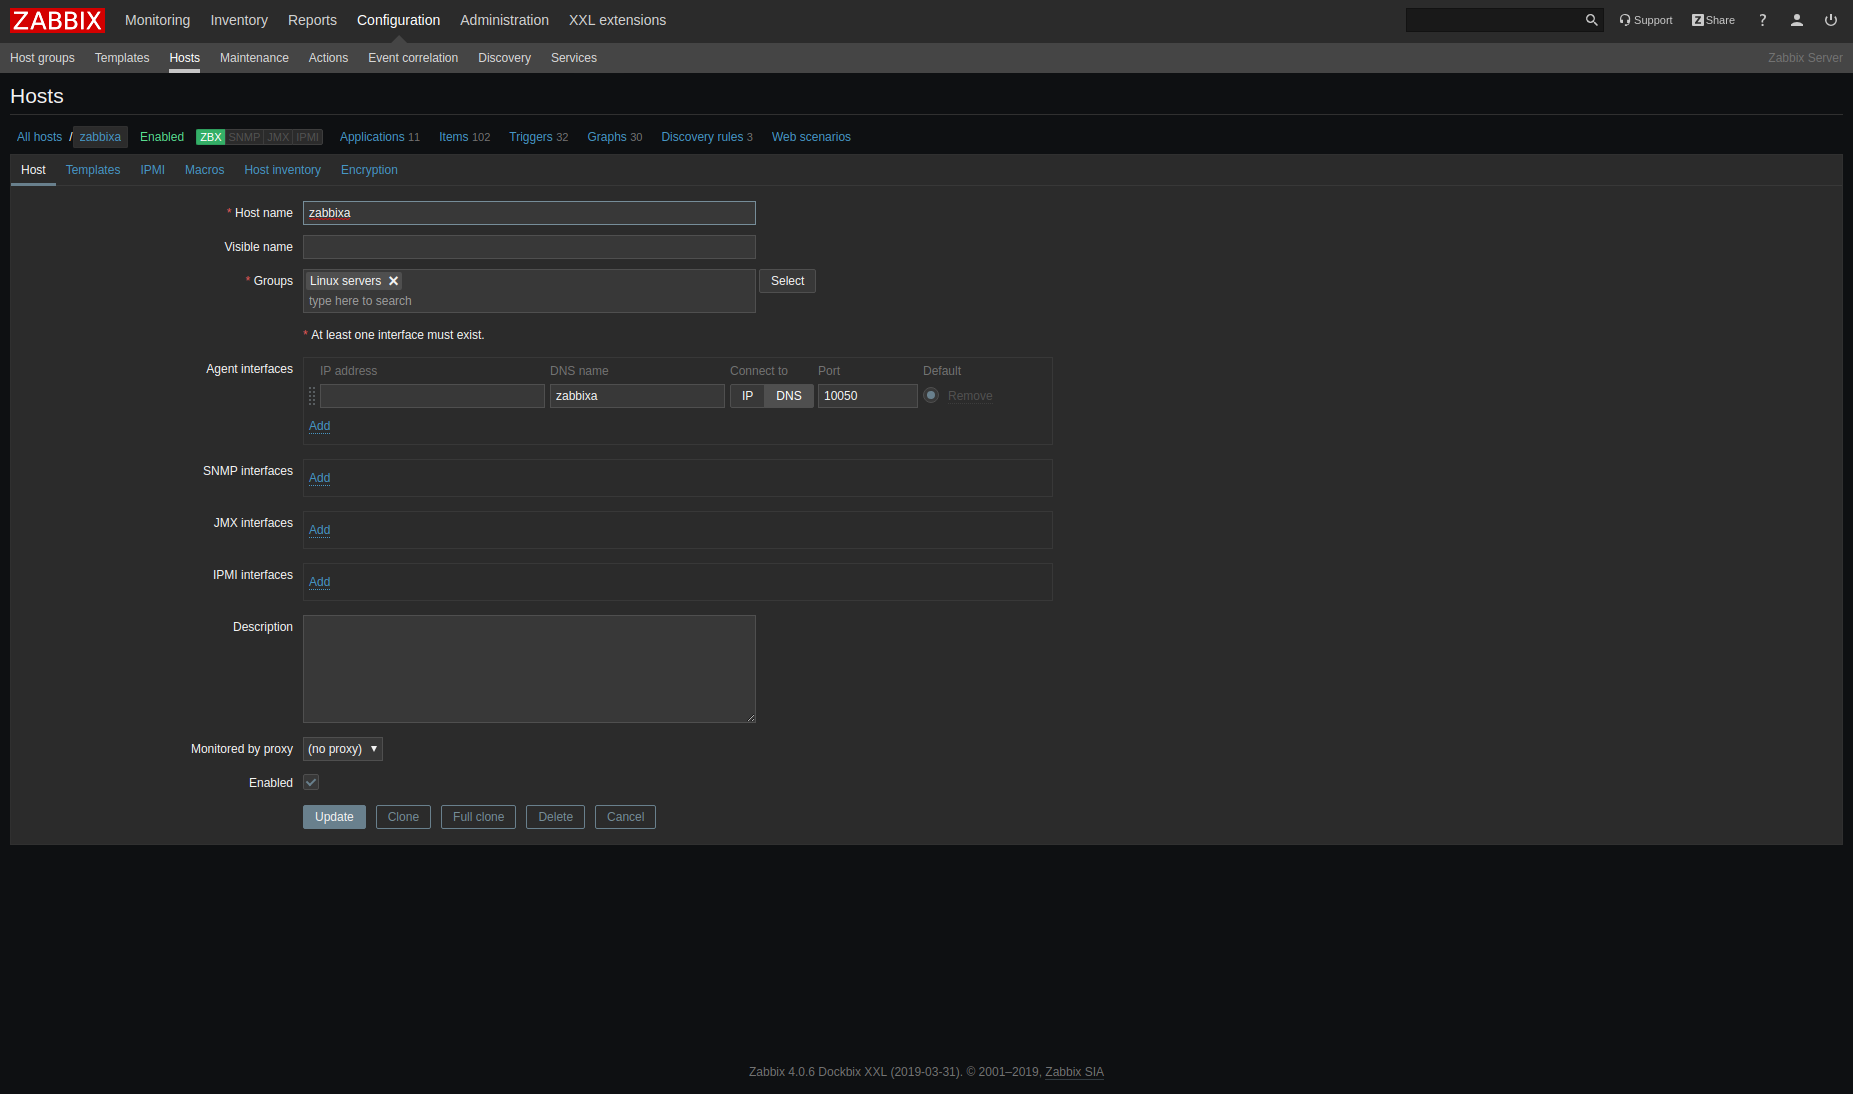 ZABBIX Monitoring Inventory Reports Configuration Administration XXL extensions Support Z Share ?
Host groups Templates Hosts Maintenance Actions Event correlation Discovery Services Zabbix Server
Hosts
All hosts / zabbixa Enabled ZBX SNMP JMX IPMI Applications 11 Items 102 Triggers 32 Graphs 30 Discovery rules 3 Web scenarios
Host Templates IPMI Macros Host inventory Encryption
* Host name zabbixa
Visible name
* Groups Linux servers Select
type here to search
* At least one interface must exist.
Agent interfaces IP address DNS name Connect to Port Default
zabbixa IP DNS 10050 Remove
Add
SNMP interfaces Add
JMX interfaces Add
IPMI interfaces Add
Description
Monitored by proxy (no proxy)
Enabled
Update Clone Full clone Delete Cancel
Zabbix 4.0.6 Dockbix XXL (2019-03-31). © 2001–2019, Zabbix SIA